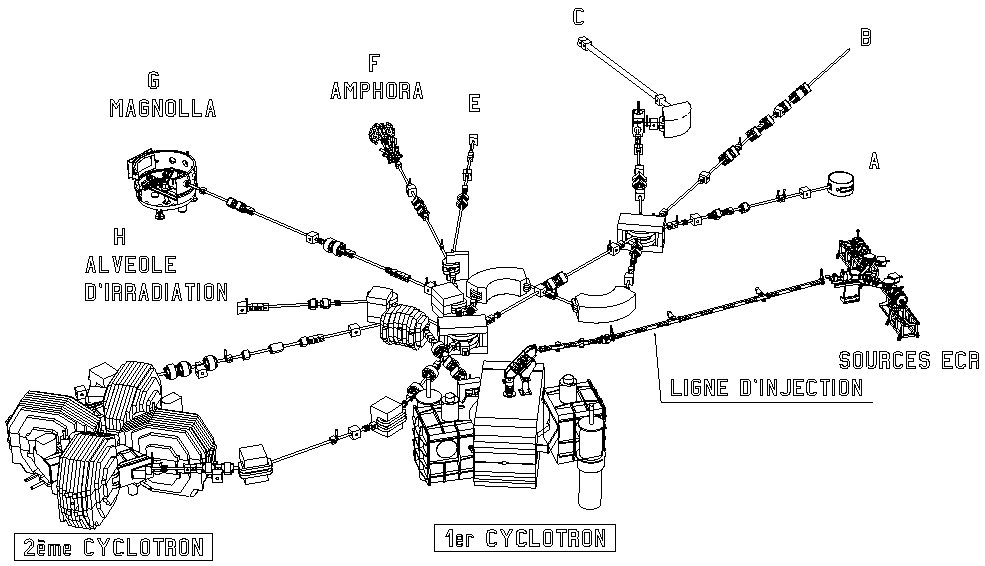 C
B
F
AMPHORA
G
MAGNOLLA
E
A
H
ALVEOLE
D'IRRADIATION
SOURCES ECR
LIGNE D'INJECTION
1er CYCLOTRON
2ème CYCLOTRON